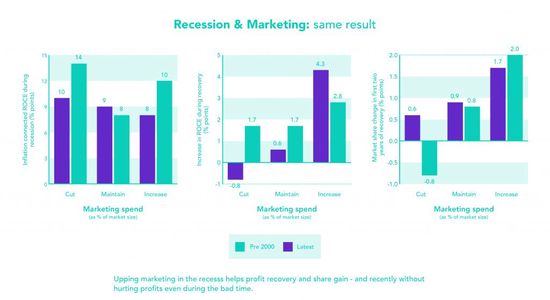 Recession & Marketing: same result
Inflation connected ROCE during
recession (% points)
15
12
9
6
3
0
10
14
9
8
8
10
Cut
Maintain
Increase
Marketing spend
(as % of market size)
Increase in ROCE during recovery
(% points)
5
4
3
2
1
0
-1
-0.8
1.7
0.6
1.7
4.3
2.8
Cut
Maintain
Increase
Marketing spend
(as % of market size)
Market share change in first two
years of recovery (% points)
2.0
1.5
1.0
0.5
0.0
-0.5
-1.0
0.6
-0.8
0.9
0.8
1.7
2.0
Cut
Maintain
Increase
Marketing spend
(as % of market size)
Pre 2000
Latest
Upping marketing in the recesss helps profit recovery and share gain - and recently without
hurting profits even during the bad time.